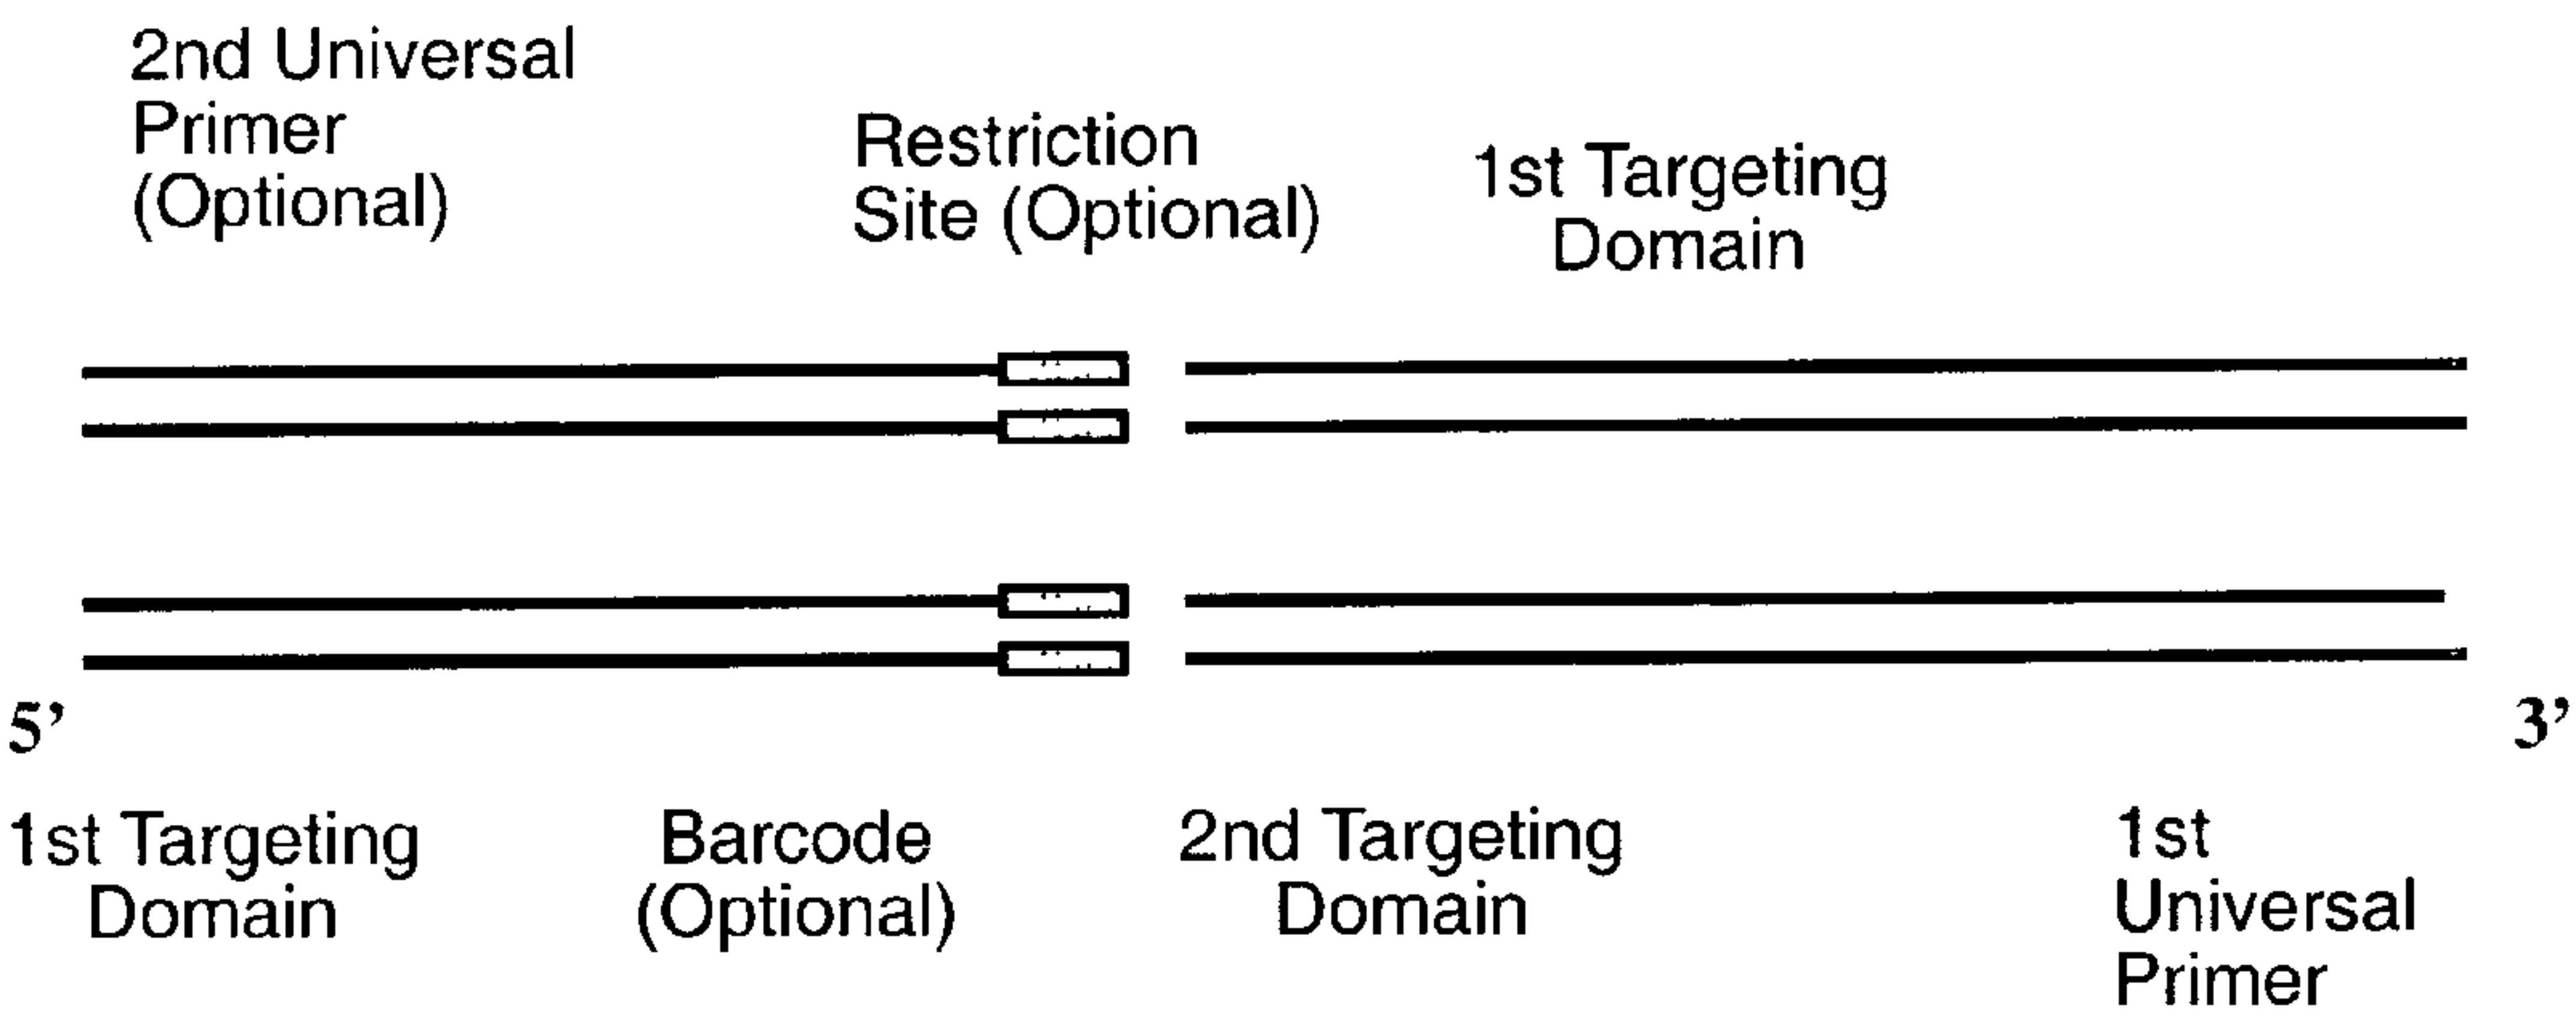 2nd Universal
Primer
(Optional)
Restriction
Site (Optional)
1st Targeting
Domain
5’
3’
1st Targeting
Domain
Barcode
(Optional)
2nd Targeting
Domain
1st
Universal
Primer